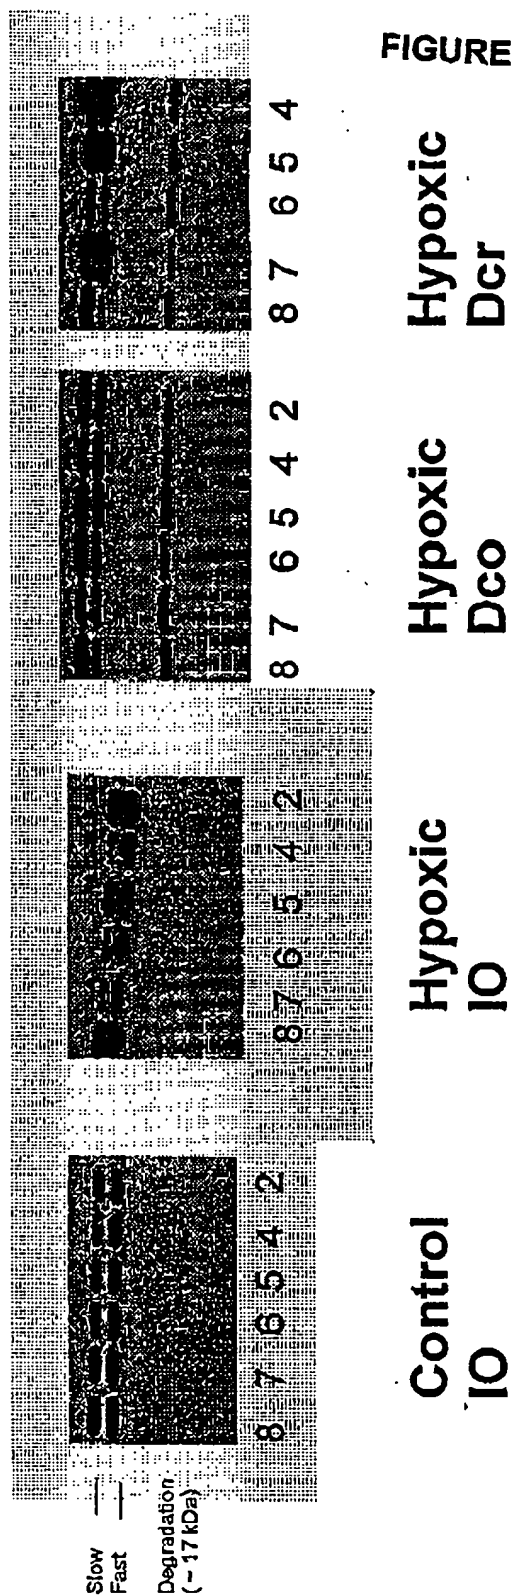 FIGURE
Slow
Fast
Degradation
(~17 kDa)
8 7 6 5 4 2
8 7 6 5 4 2
8 7 6 5 4 2
8 7 6 5 4
Control
IO
Hypoxic
IO
Hypoxic
Dco
Hypoxic
Dcr